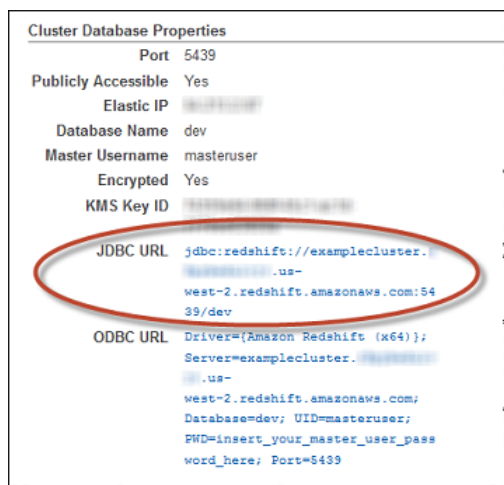 Cluster Database Properties
Port 5439
Publicly Accessible Yes
Elastic IP
Database Name dev
Master Username masteruser
Encrypted Yes
KMS Key ID
JDBC URL jdbc:redshift://examplecluster.
.us-
west-2.redshift.amazonaws.com:54
39/dev
ODBC URL Driver={Amazon Redshift (x64)};
Server=examplecluster.
.us-
west-2.redshift.amazonaws.com;
Database=dev; UID=masteruser;
PWD=insert_your_master_user_pass
word_here; Port=5439